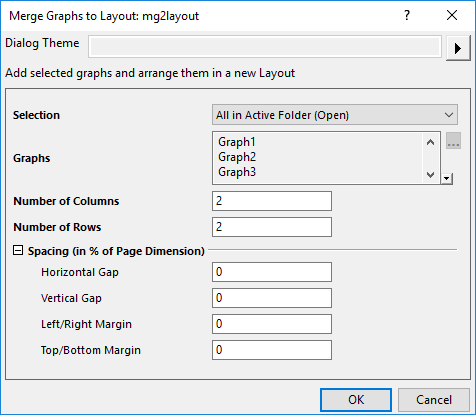 Merge Graphs to Layout: mg2layout
Dialog Theme
Add selected graphs and arrange them in a new Layout
Selection All in Active Folder (Open)
Graphs
Graph1
Graph2
Graph3
Number of Columns 2
Number of Rows 2
Spacing (in % of Page Dimension)
Horizontal Gap 0
Vertical Gap 0
Left/Right Margin 0
Top/Bottom Margin 0
OK Cancel